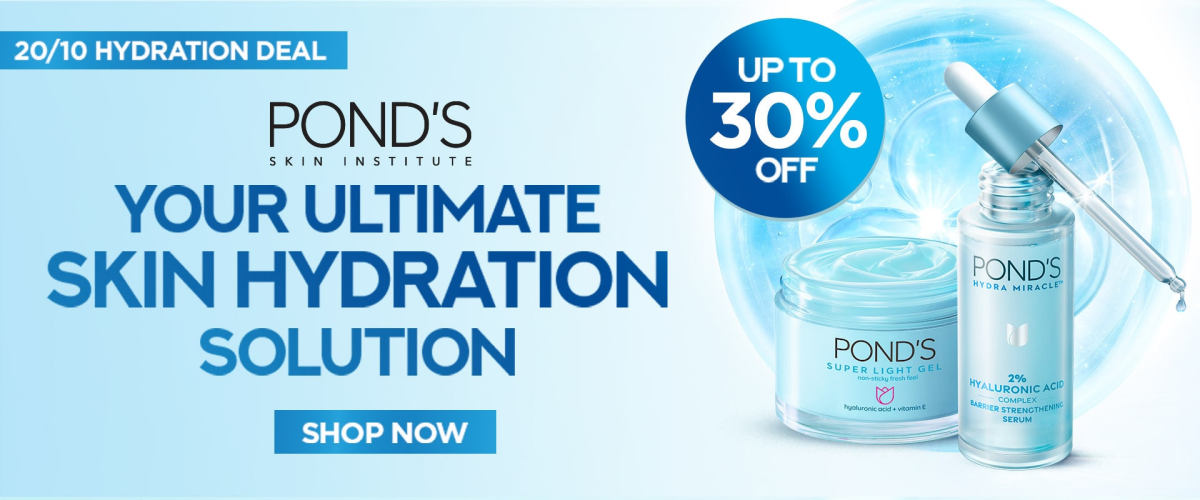 20/10 HYDRATION DEAL
POND'S
SKIN INSTITUTE
YOUR ULTIMATE
SKIN HYDRATION
SOLUTION
SHOP NOW
UP TO
30%
OFF
POND'S
SUPER LIGHT GEL
non-sticky fresh feel
hyaluronic acid + vitamin E
POND'S
HYDRA MIRACLE™
2%
HYALURONIC ACID
COMPLEX
BARRIER STRENGTHENING
SERUM